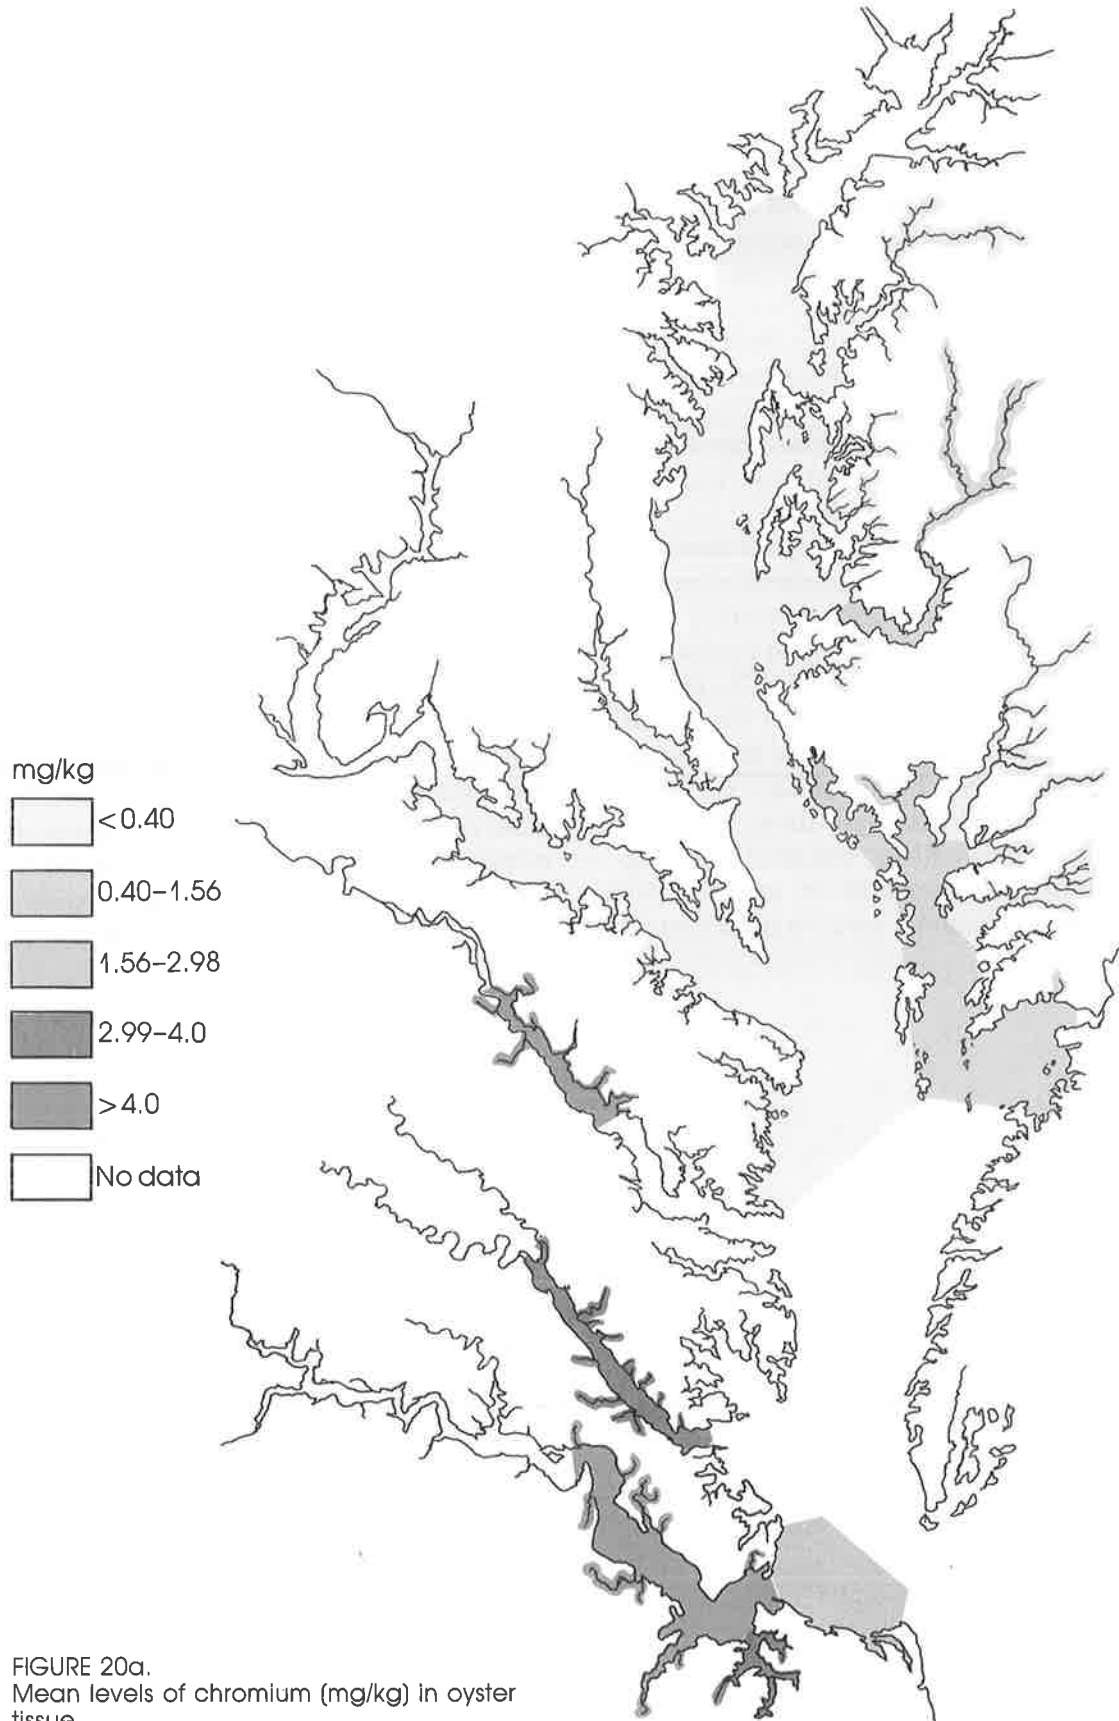 mg/kg
<0.40
0.40–1.56
1.56–2.98
2.99–4.0
>4.0
No data
FIGURE 20a.
Mean levels of chromium (mg/kg) in oyster
tissue